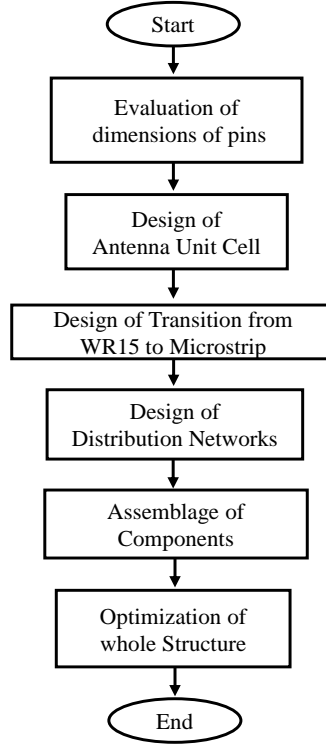 Start
Evaluation of
dimensions of pins
Design of
Antenna Unit Cell
Design of Transition from
WR15 to Microstrip
Design of
Distribution Networks
Assemblage of
Components
Optimization of
whole Structure
End